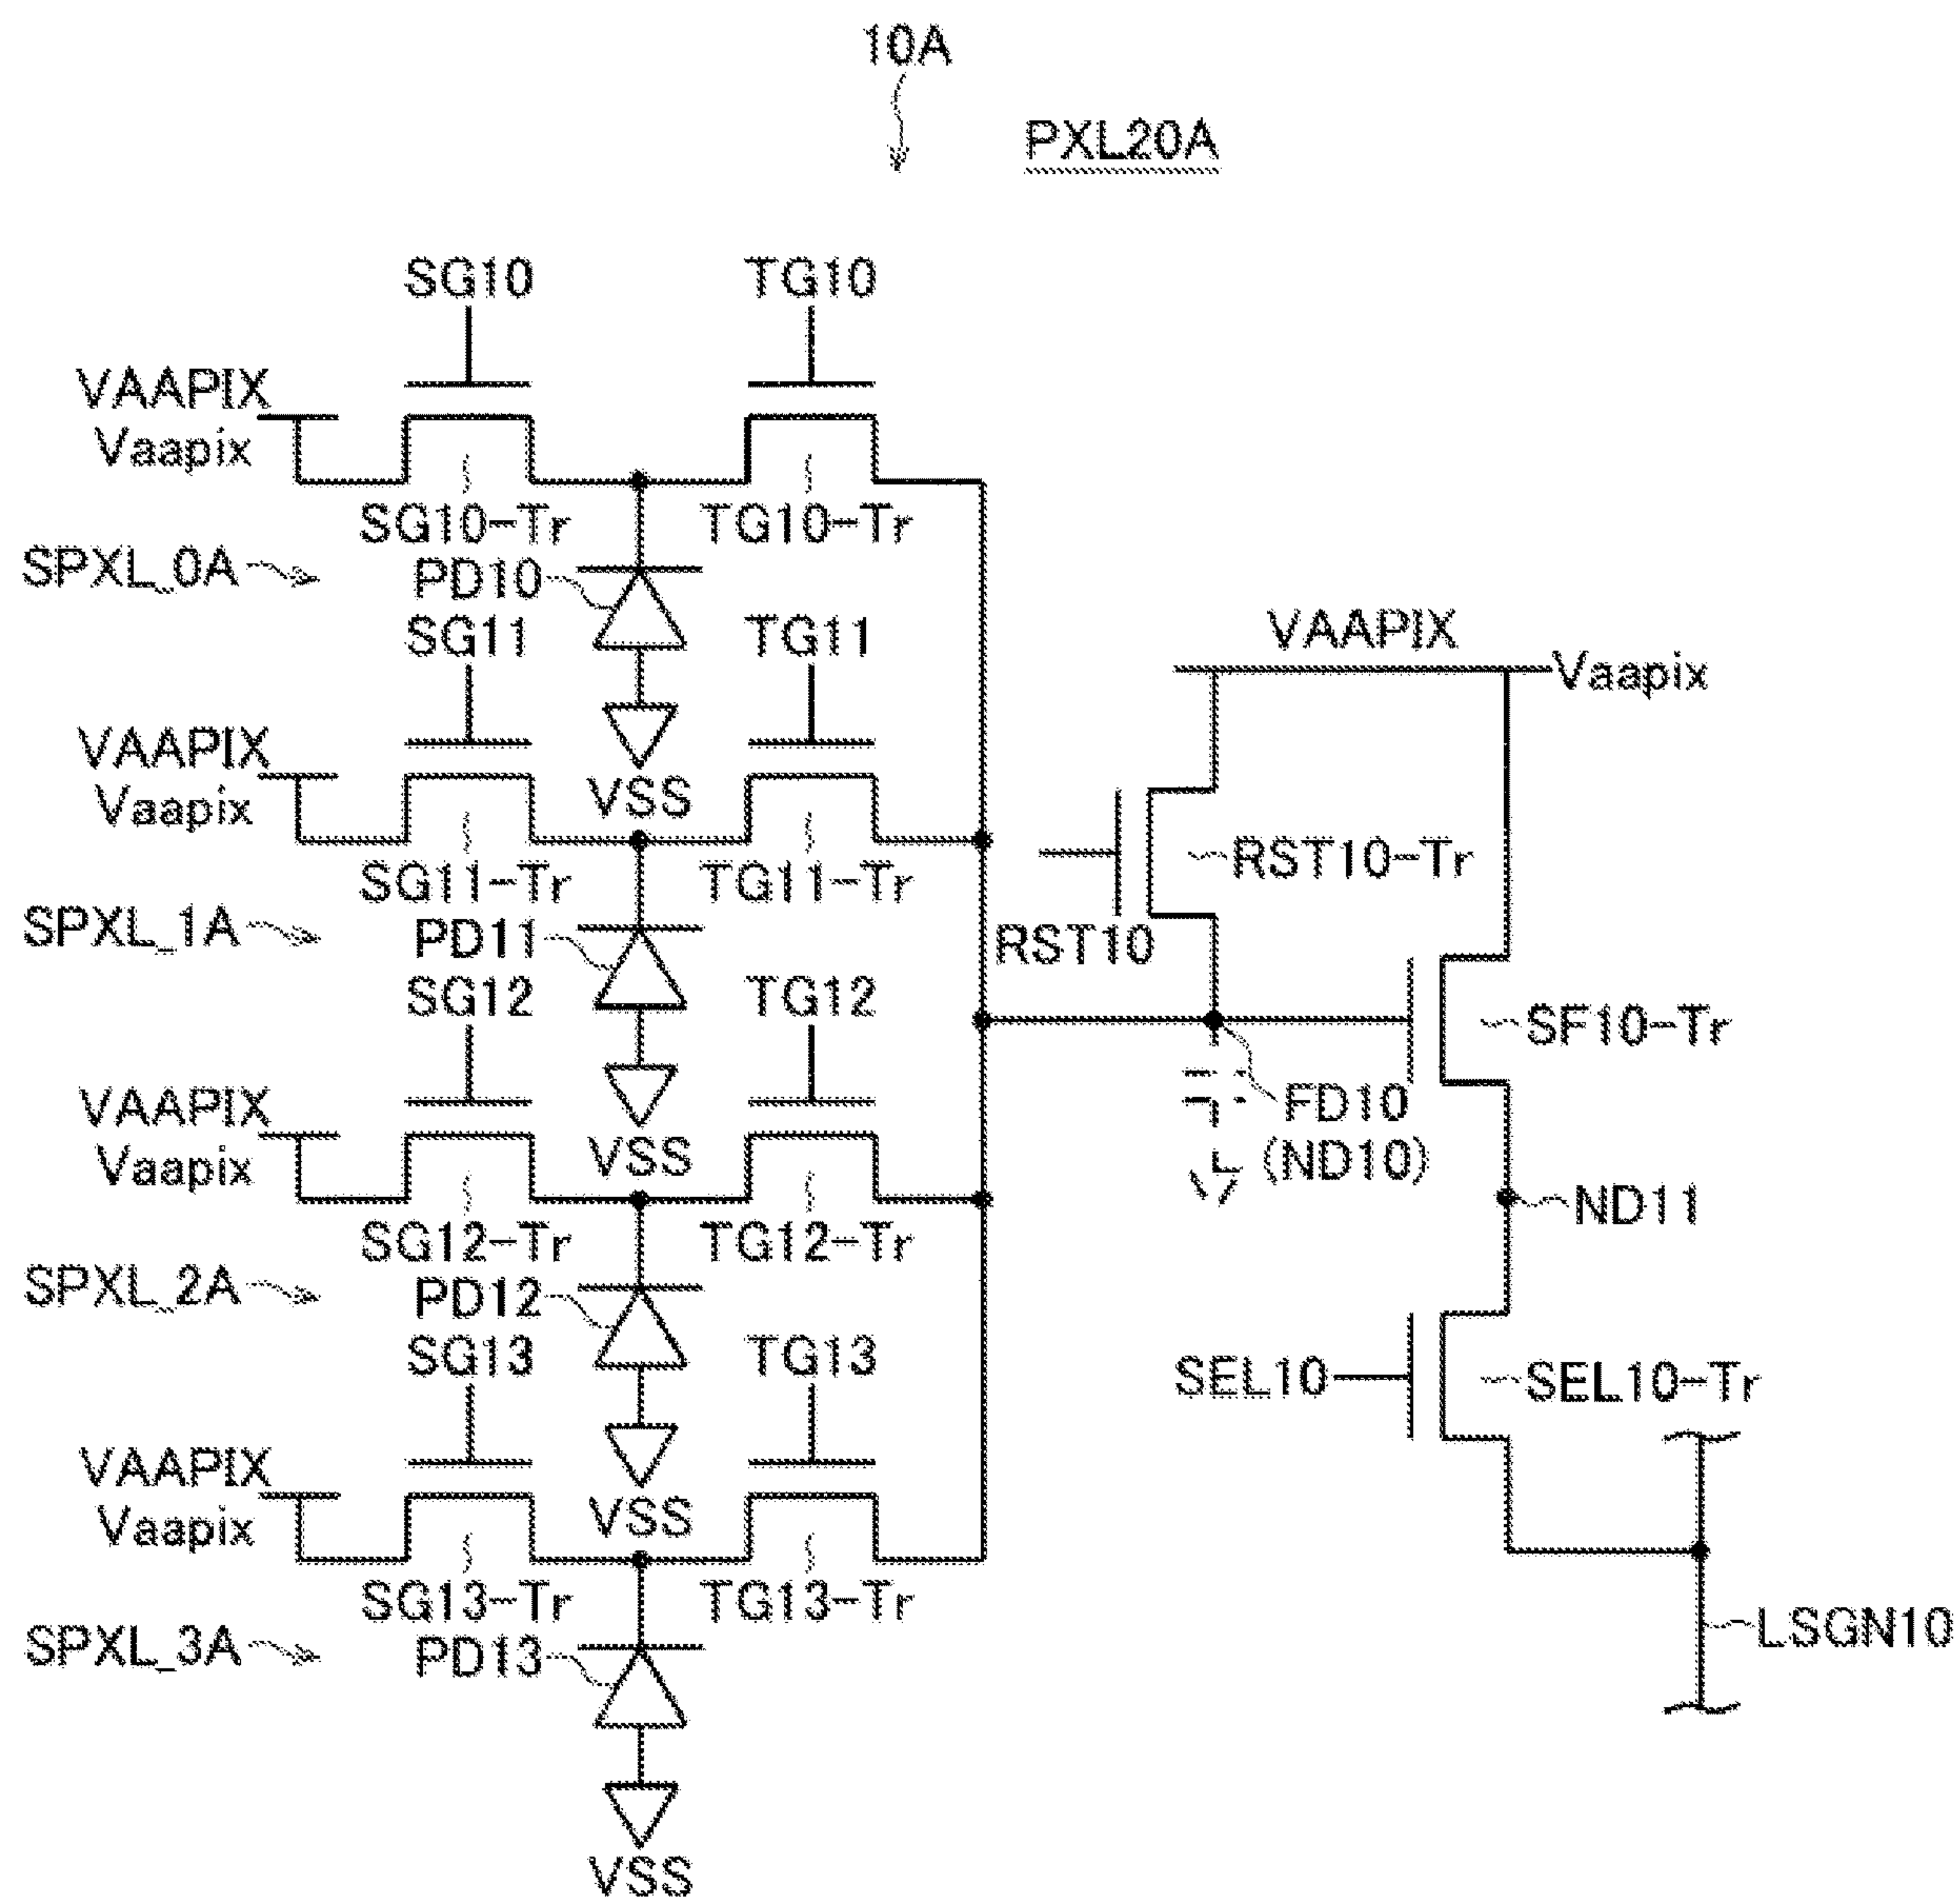 10A
PXL20A
SG10
TG10
VAAPIX
Vaapix
SG10-Tr
TG10-Tr
SPXL_0A
PD10
SG11
TG11
VSS
VAAPIX
Vaapix
SG11-Tr
TG11-Tr
SPXL_1A
PD11
SG12
TG12
VSS
VAAPIX
Vaapix
SG12-Tr
TG12-Tr
SPXL_2A
PD12
SG13
TG13
VSS
VAAPIX
Vaapix
SG13-Tr
TG13-Tr
SPXL_3A
PD13
VSS
VAAPIX
Vaapix
RST10-Tr
RST10
SF10-Tr
FD10
(ND10)
ND11
SEL10
SEL10-Tr
LSGN10